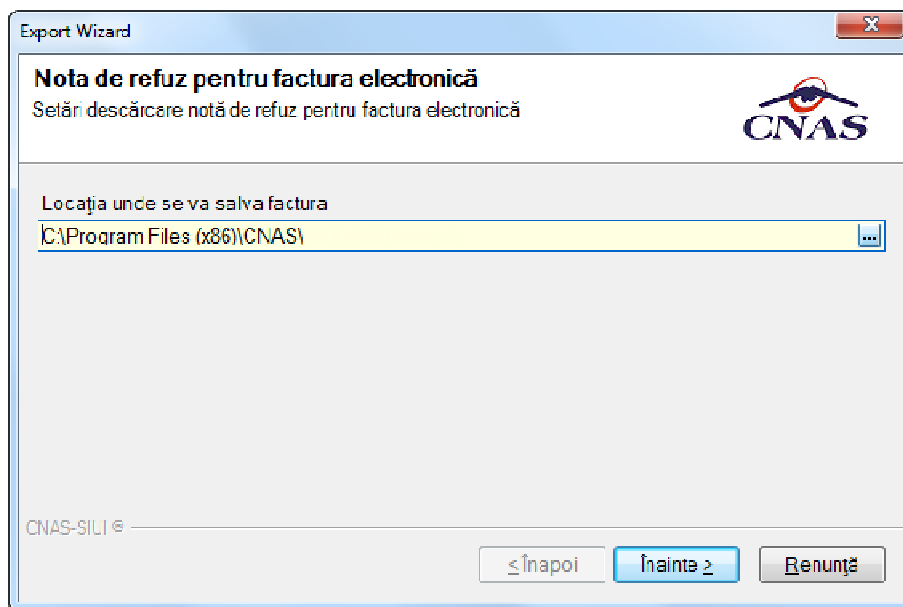 Export Wizard
Nota de refuz pentru factura electronică
Setări descărcare notă de refuz pentru factura electronică
CNAS
Locația unde se va salva factura
C:\Program Files (x86)\CNAS\
...
CNAS-SIUI ©
< Înapoi
Înainte >
Renunță